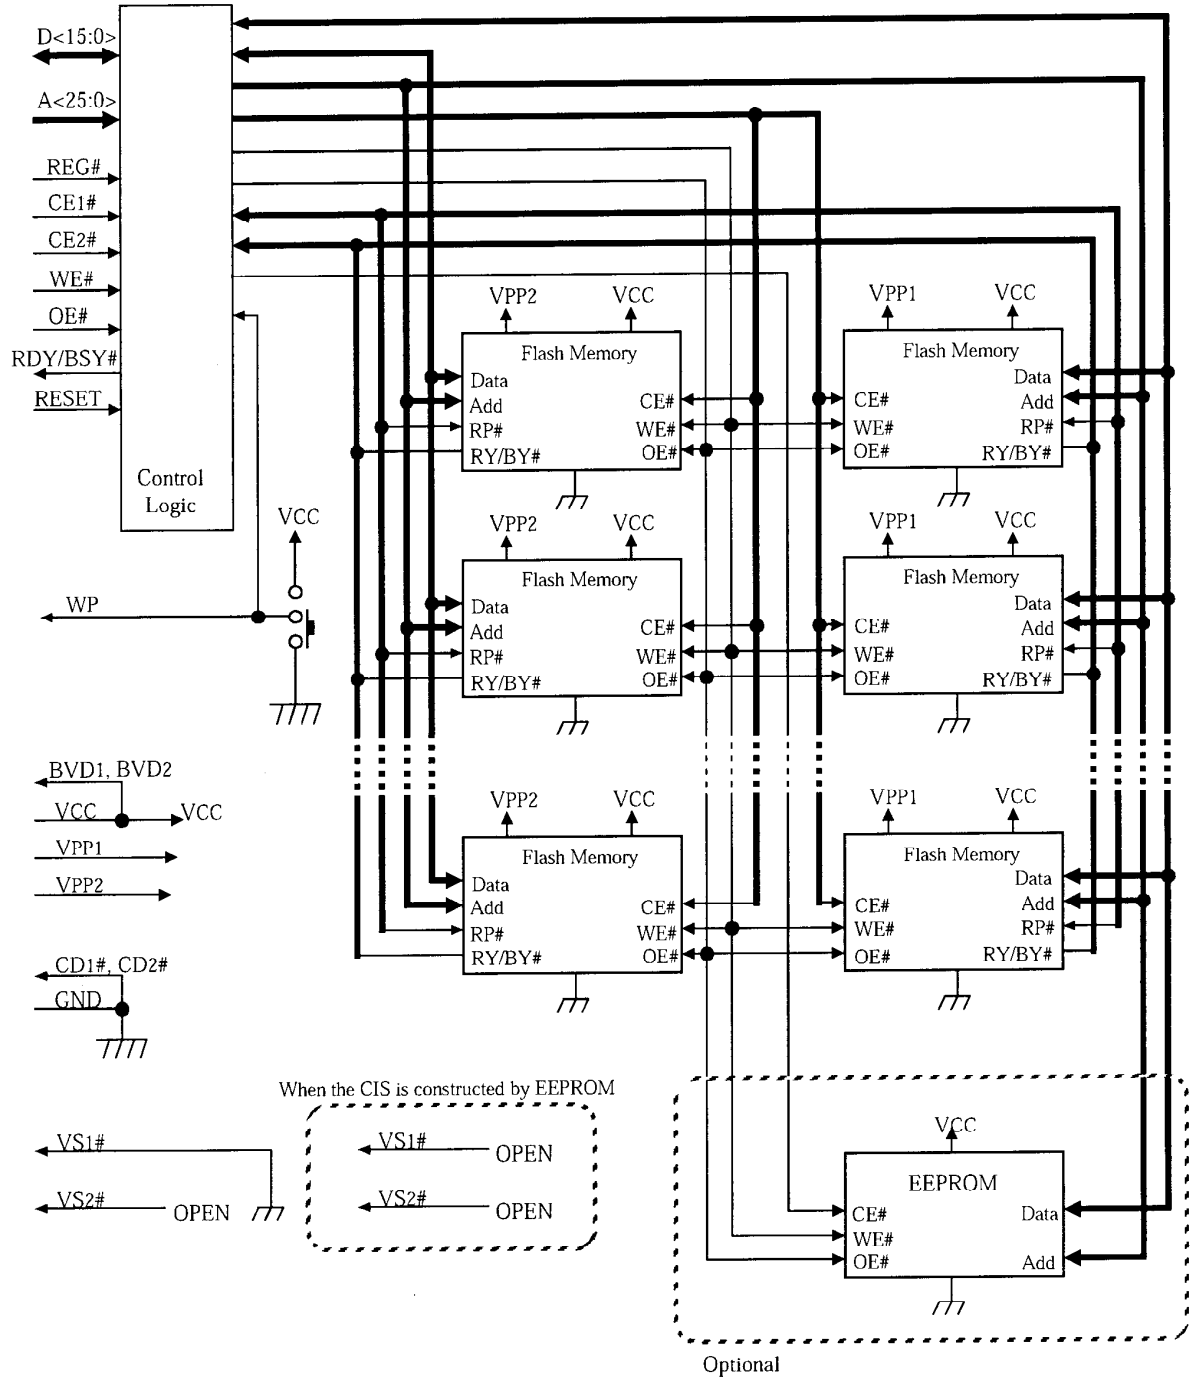 D<15:0>
A<25:0>
REG#
CE1#
CE2#
WE#
OE#
RDY/BSY#
RESET
Control
Logic
VCC
WP
VPP2
VCC
Flash Memory
Data
Add
RP#
RY/BY#
CE#
WE#
OE#
VPP1
VCC
Flash Memory
CE#
WE#
OE#
Data
Add
RP#
RY/BY#
VPP2
VCC
Flash Memory
Data
Add
RP#
RY/BY#
CE#
WE#
OE#
VPP1
VCC
Flash Memory
CE#
WE#
OE#
Data
Add
RP#
RY/BY#
BVD1, BVD2
VCC
VCC
VPP1
VPP2
VPP2
VCC
Flash Memory
Data
Add
RP#
RY/BY#
CE#
WE#
OE#
VPP1
VCC
Flash Memory
CE#
WE#
OE#
Data
Add
RP#
RY/BY#
CD1#, CD2#
GND
VS1#
VS2#
OPEN
When the CIS is constructed by EEPROM
VS1#
OPEN
VS2#
OPEN
VCC
EEPROM
CE#
WE#
OE#
Data
Add
Optional